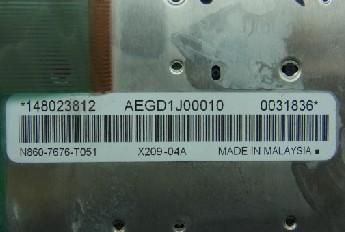 *148023812 AEGD1J00010 0031836*
N860-7676-T051 X209-04A MADE IN MALAYSIA ■